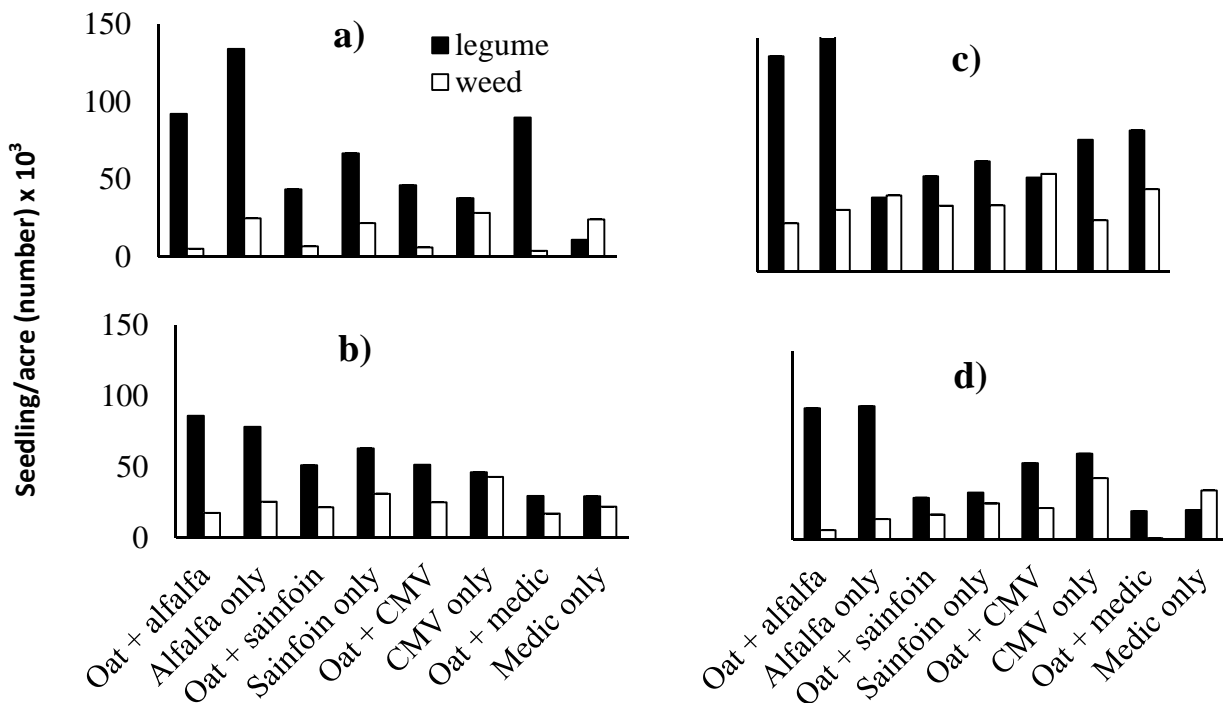 Seedling/acre (number) x 10³
150
100
50
0
a)
legume
weed
c)
150
100
50
0
b)
d)
Oat + alfalfa
Alfalfa only
Oat + sainfoin
Sainfoin only
Oat + CMV
CMV only
Oat + medic
Medic only
Oat + alfalfa
Alfalfa only
Oat + sainfoin
Sainfoin only
Oat + CMV
CMV only
Oat + medic
Medic only